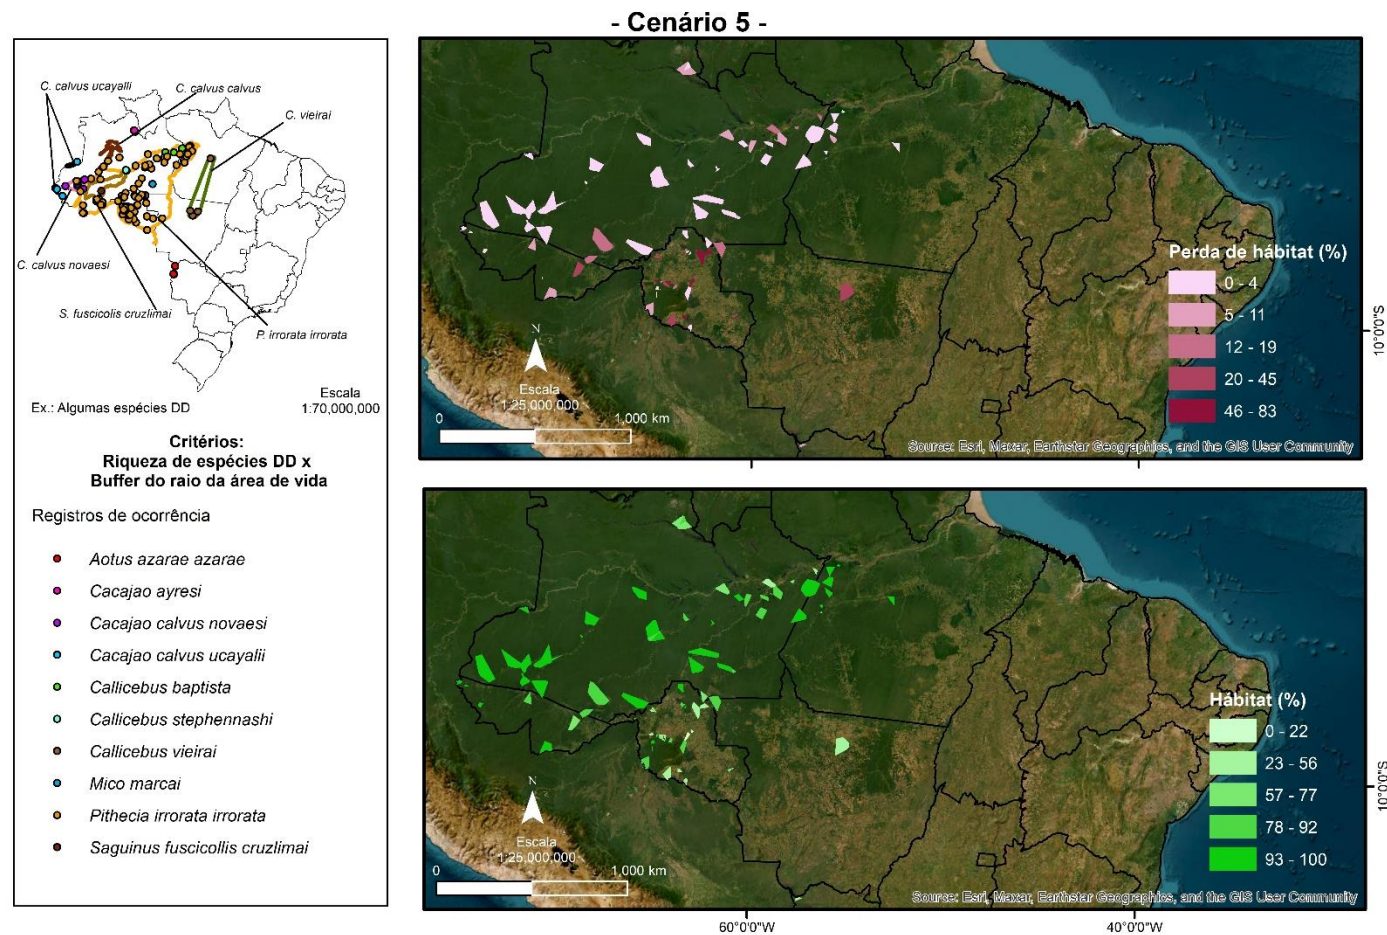 - Cenário 5 -
C. calvus ucayalli
C. calvus calvus
C. vieirai
C. calvus novaesi
S. fuscicolis cruzlimai
P. irrorata irrorata
Ex.: Algumas espécies DD
Escala
1:70,000,000
Critérios:
Riqueza de espécies DD x
Buffer do raio da área de vida
Registros de ocorrência
Aotus azarae azarae
Cacajao ayresi
Cacajao calvus novaesi
Cacajao calvus ucayalii
Callicebus baptista
Callicebus stephennashi
Callicebus vieirai
Mico marcai
Pithecia irrorata irrorata
Saguinus fuscicollis cruzlimai
Perda de hábitat (%)
0 - 4
5 - 11
12 - 19
20 - 45
46 - 83
N
Escala
1:25,000,000
0 1,000 km
Source: Esri, Maxar, Earthstar Geographics, and the GIS User Community
10°0'0"S
Hábitat (%)
0 - 22
23 - 56
57 - 77
78 - 92
93 - 100
N
Escala
1:25,000,000
0 1,000 km
Source: Esri, Maxar, Earthstar Geographics, and the GIS User Community
10°0'0"S
60°0'0"W 40°0'0"W